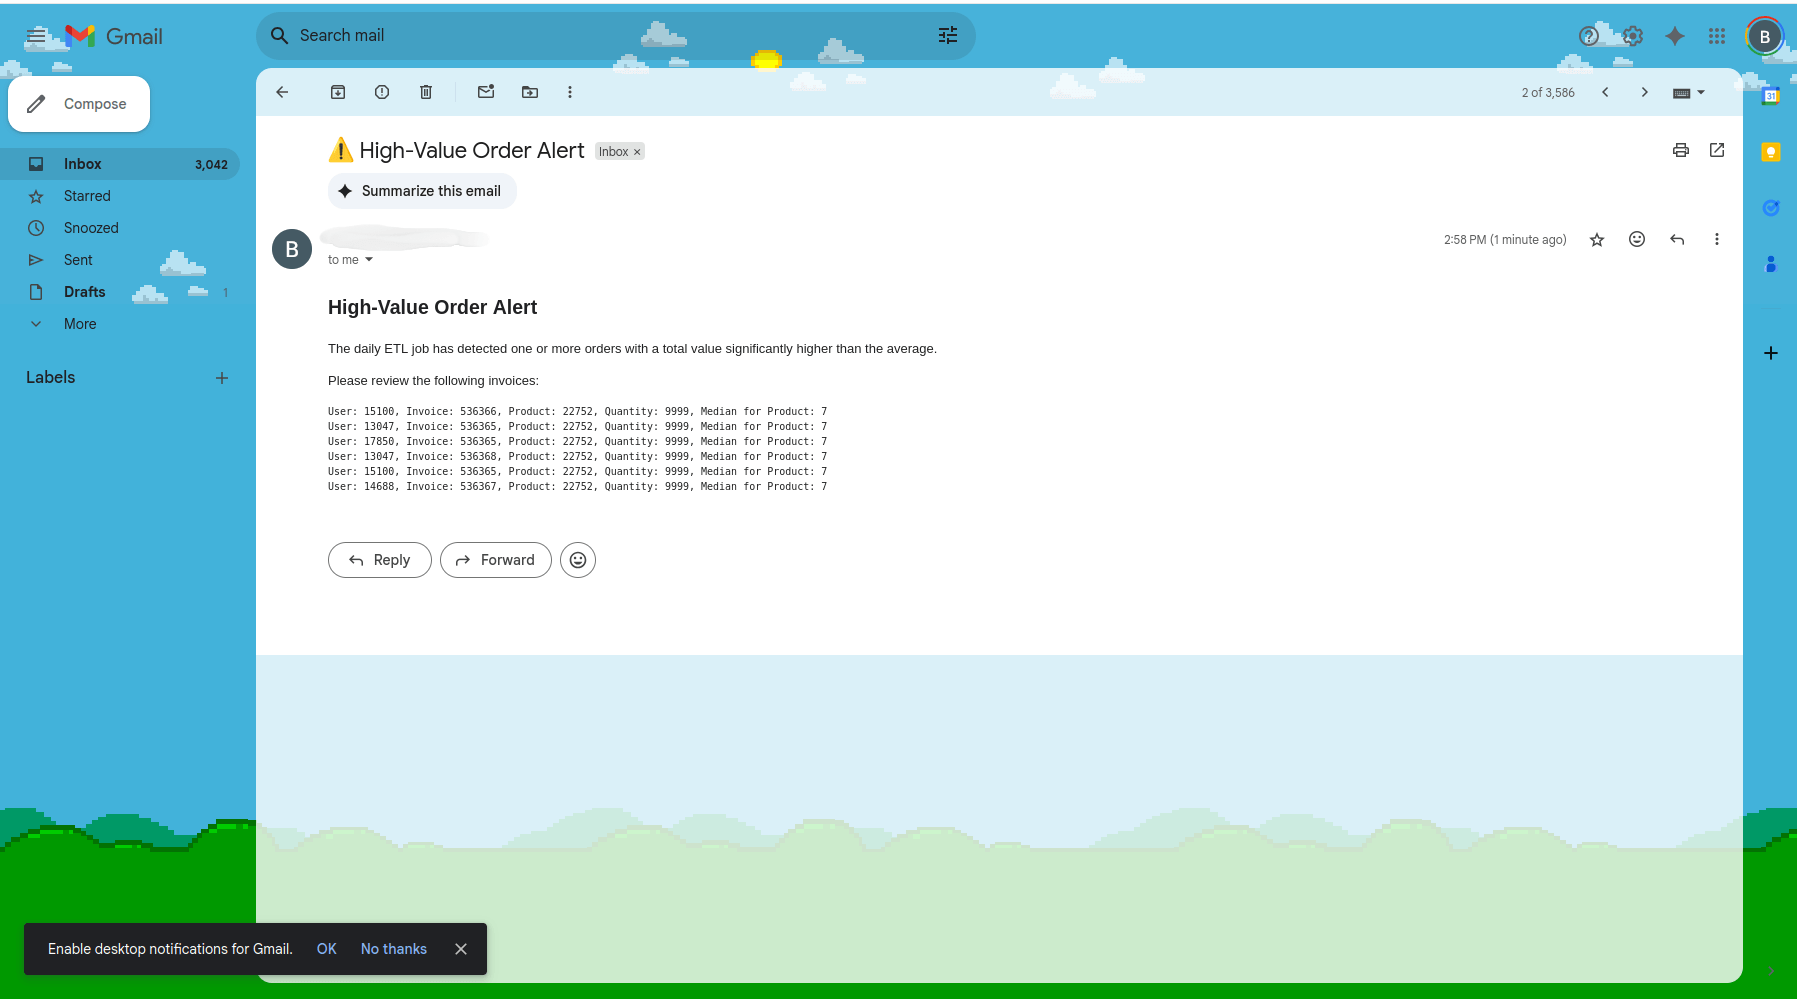 Gmail
Search mail
Compose
2 of 3,586
31
Inbox 3,042
Starred
Snoozed
Sent
Drafts 1
More
Labels
⚠️ High-Value Order Alert Inbox ×
Summarize this email
B
2:58 PM (1 minute ago)
to me
High-Value Order Alert
The daily ETL job has detected one or more orders with a total value significantly higher than the average.
Please review the following invoices:
User: 15100, Invoice: 536366, Product: 22752, Quantity: 9999, Median for Product: 7
User: 13047, Invoice: 536365, Product: 22752, Quantity: 9999, Median for Product: 7
User: 17850, Invoice: 536365, Product: 22752, Quantity: 9999, Median for Product: 7
User: 13047, Invoice: 536368, Product: 22752, Quantity: 9999, Median for Product: 7
User: 15100, Invoice: 536365, Product: 22752, Quantity: 9999, Median for Product: 7
User: 14688, Invoice: 536367, Product: 22752, Quantity: 9999, Median for Product: 7
Reply
Forward
Enable desktop notifications for Gmail. OK No thanks
B